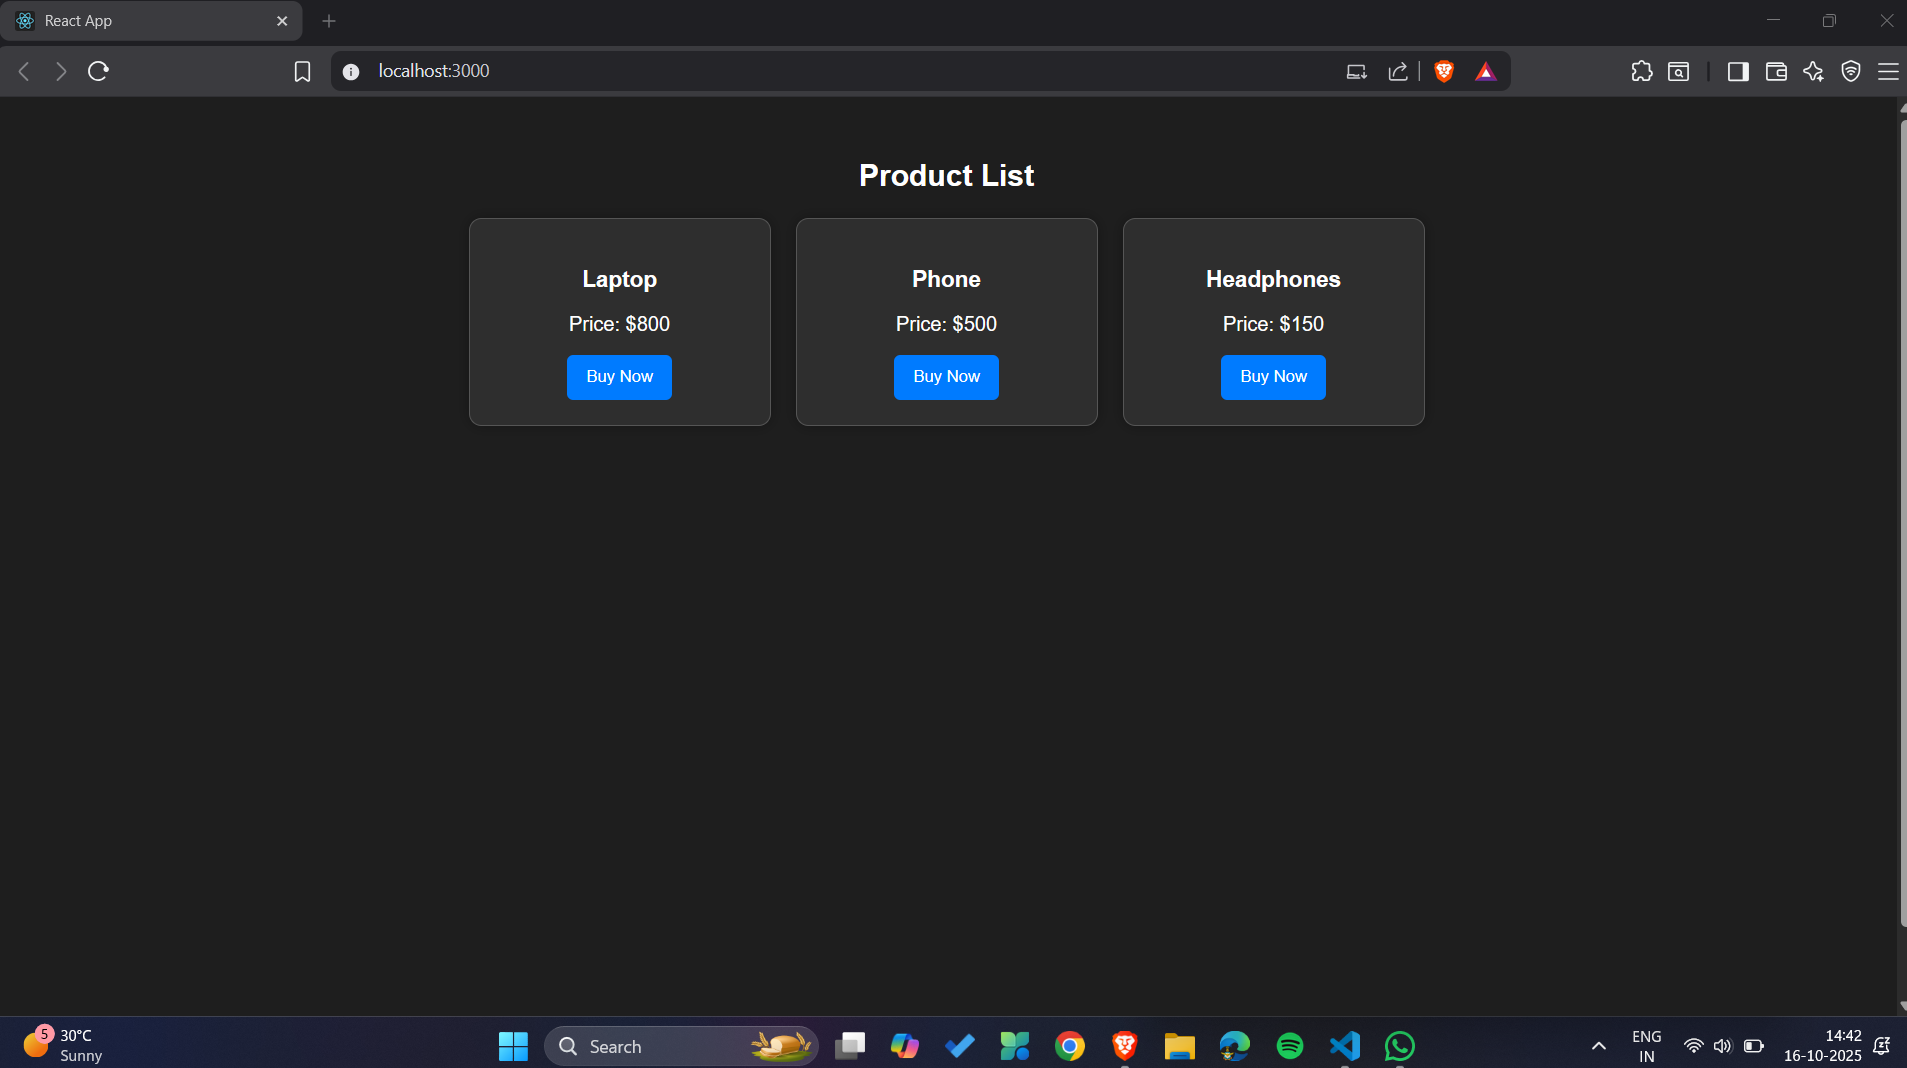 React App
localhost:3000
Product List
Laptop
Price: $800
Buy Now
Phone
Price: $500
Buy Now
Headphones
Price: $150
Buy Now
5
30°C
Sunny
Search
ENG
IN
14:42
16-10-2025